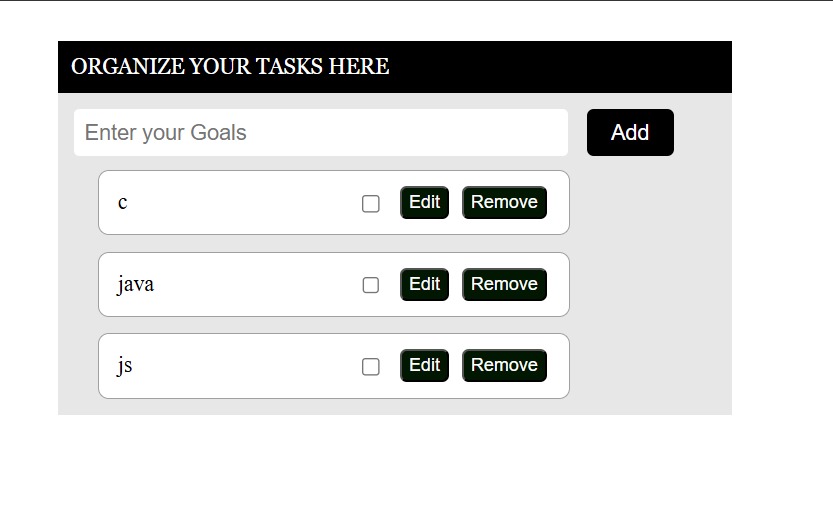 ORGANIZE YOUR TASKS HERE
Enter your Goals Add
c Edit Remove
java Edit Remove
js Edit Remove